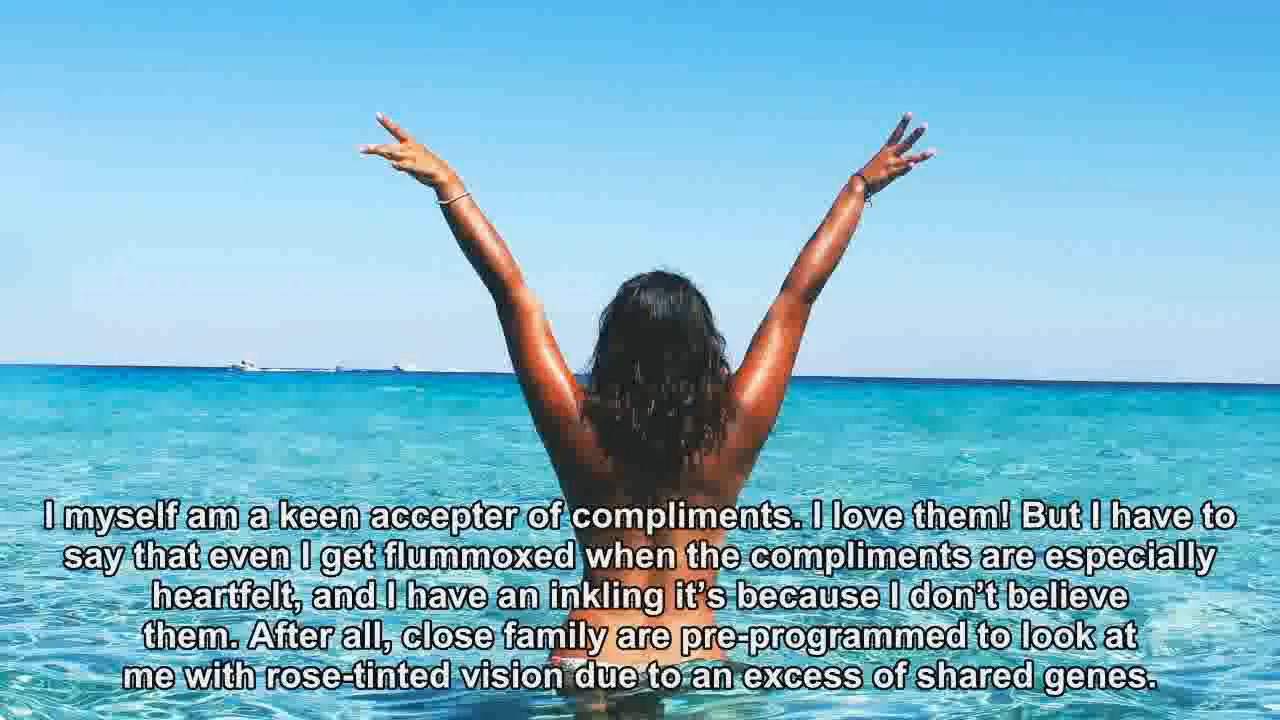 I myself am a keen accepter of compliments. I love them! But I have to
say that even I get flummoxed when the compliments are especially
heartfelt, and I have an inkling it’s because I don’t believe
them. After all, close family are pre-programmed to look at
me with rose-tinted vision due to an excess of shared genes.